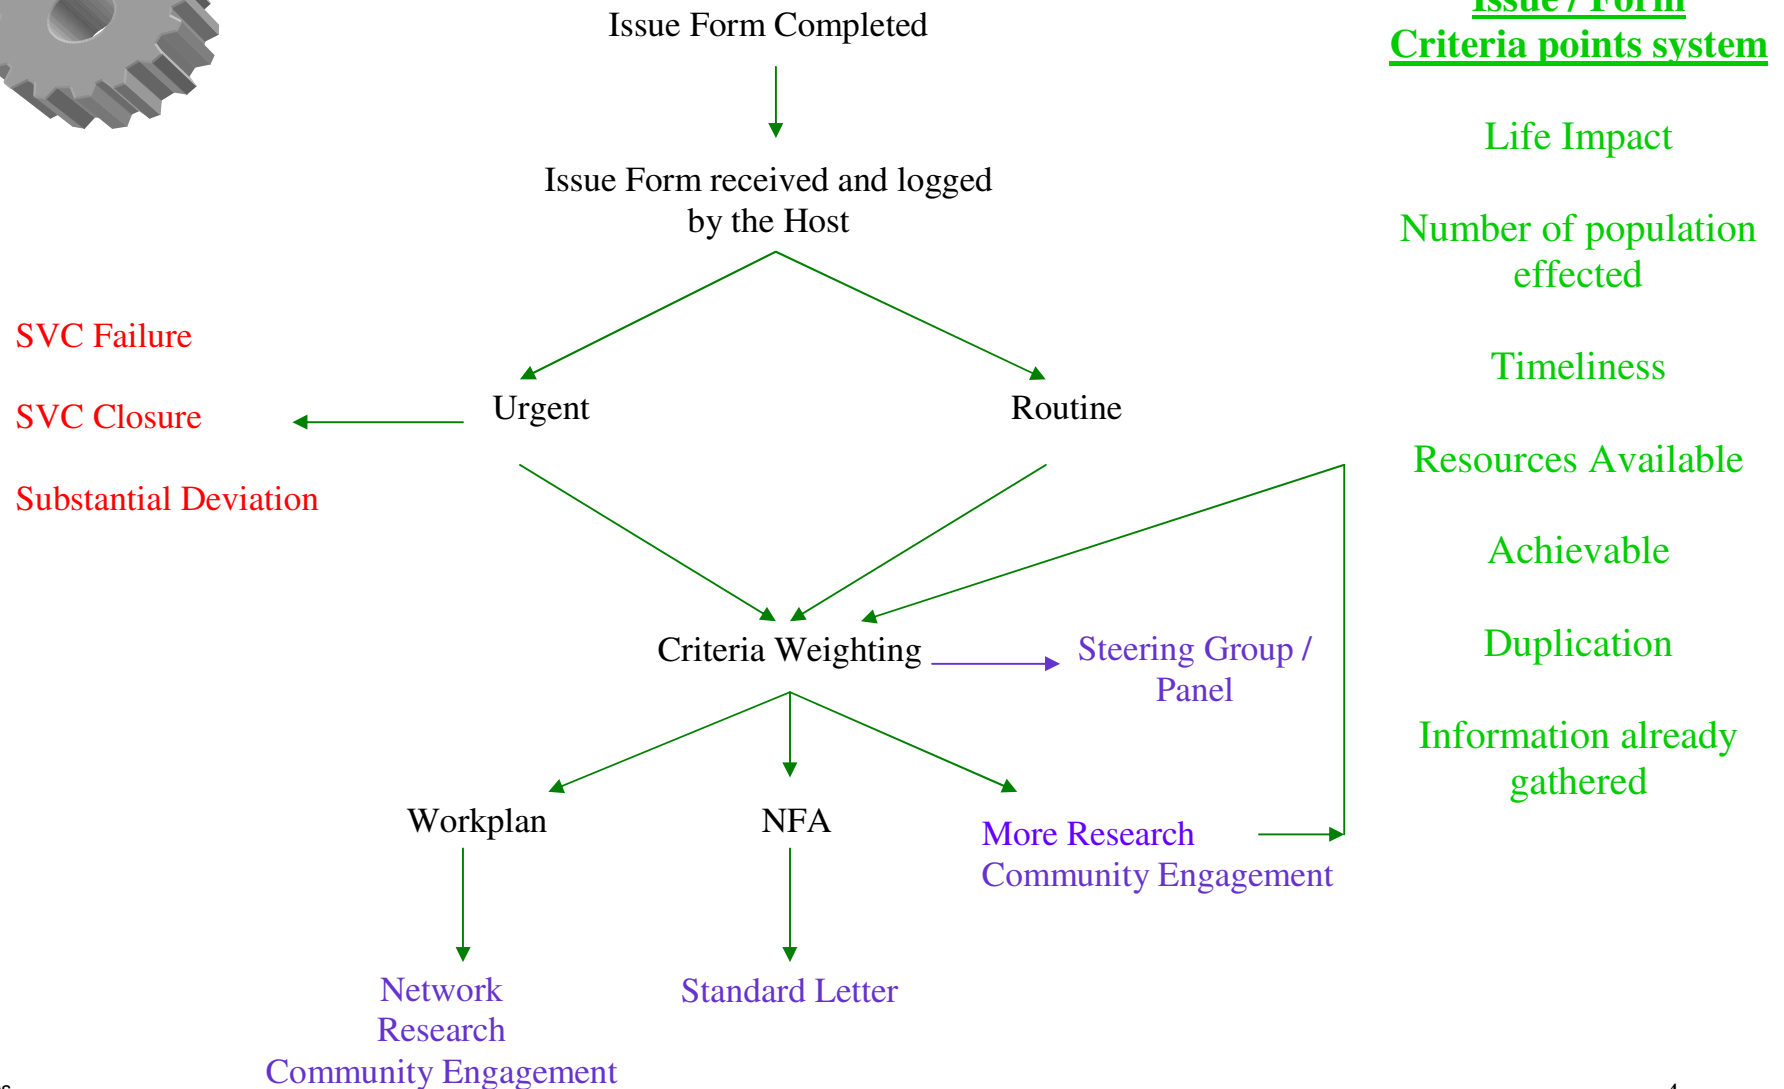 Issue Form Completed
Issue Form received and logged
by the Host
SVC Failure
SVC Closure
Substantial Deviation
Urgent
Routine
Criteria Weighting
Steering Group /
Panel
Workplan
NFA
More Research
Community Engagement
Network
Research
Community Engagement
Standard Letter
Issue / Form
Criteria points system
Life Impact
Number of population
effected
Timeliness
Resources Available
Achievable
Duplication
Information already
gathered